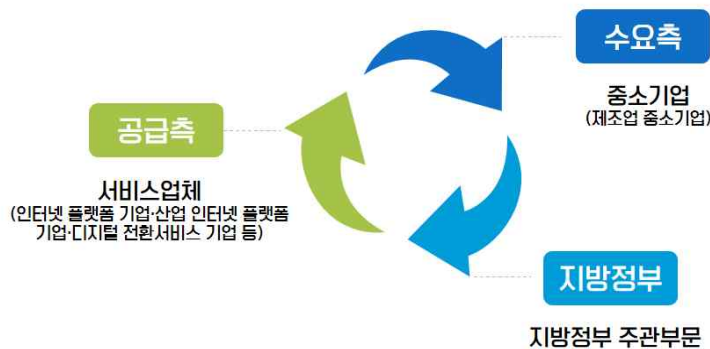 수요측
중소기업
(제조업 중소기업)
공급측
서비스업체
(인터넷 플랫폼 기업·산업 인터넷 플랫폼
기업·디지털 전환서비스 기업 등)
지방정부
지방정부 주관부문